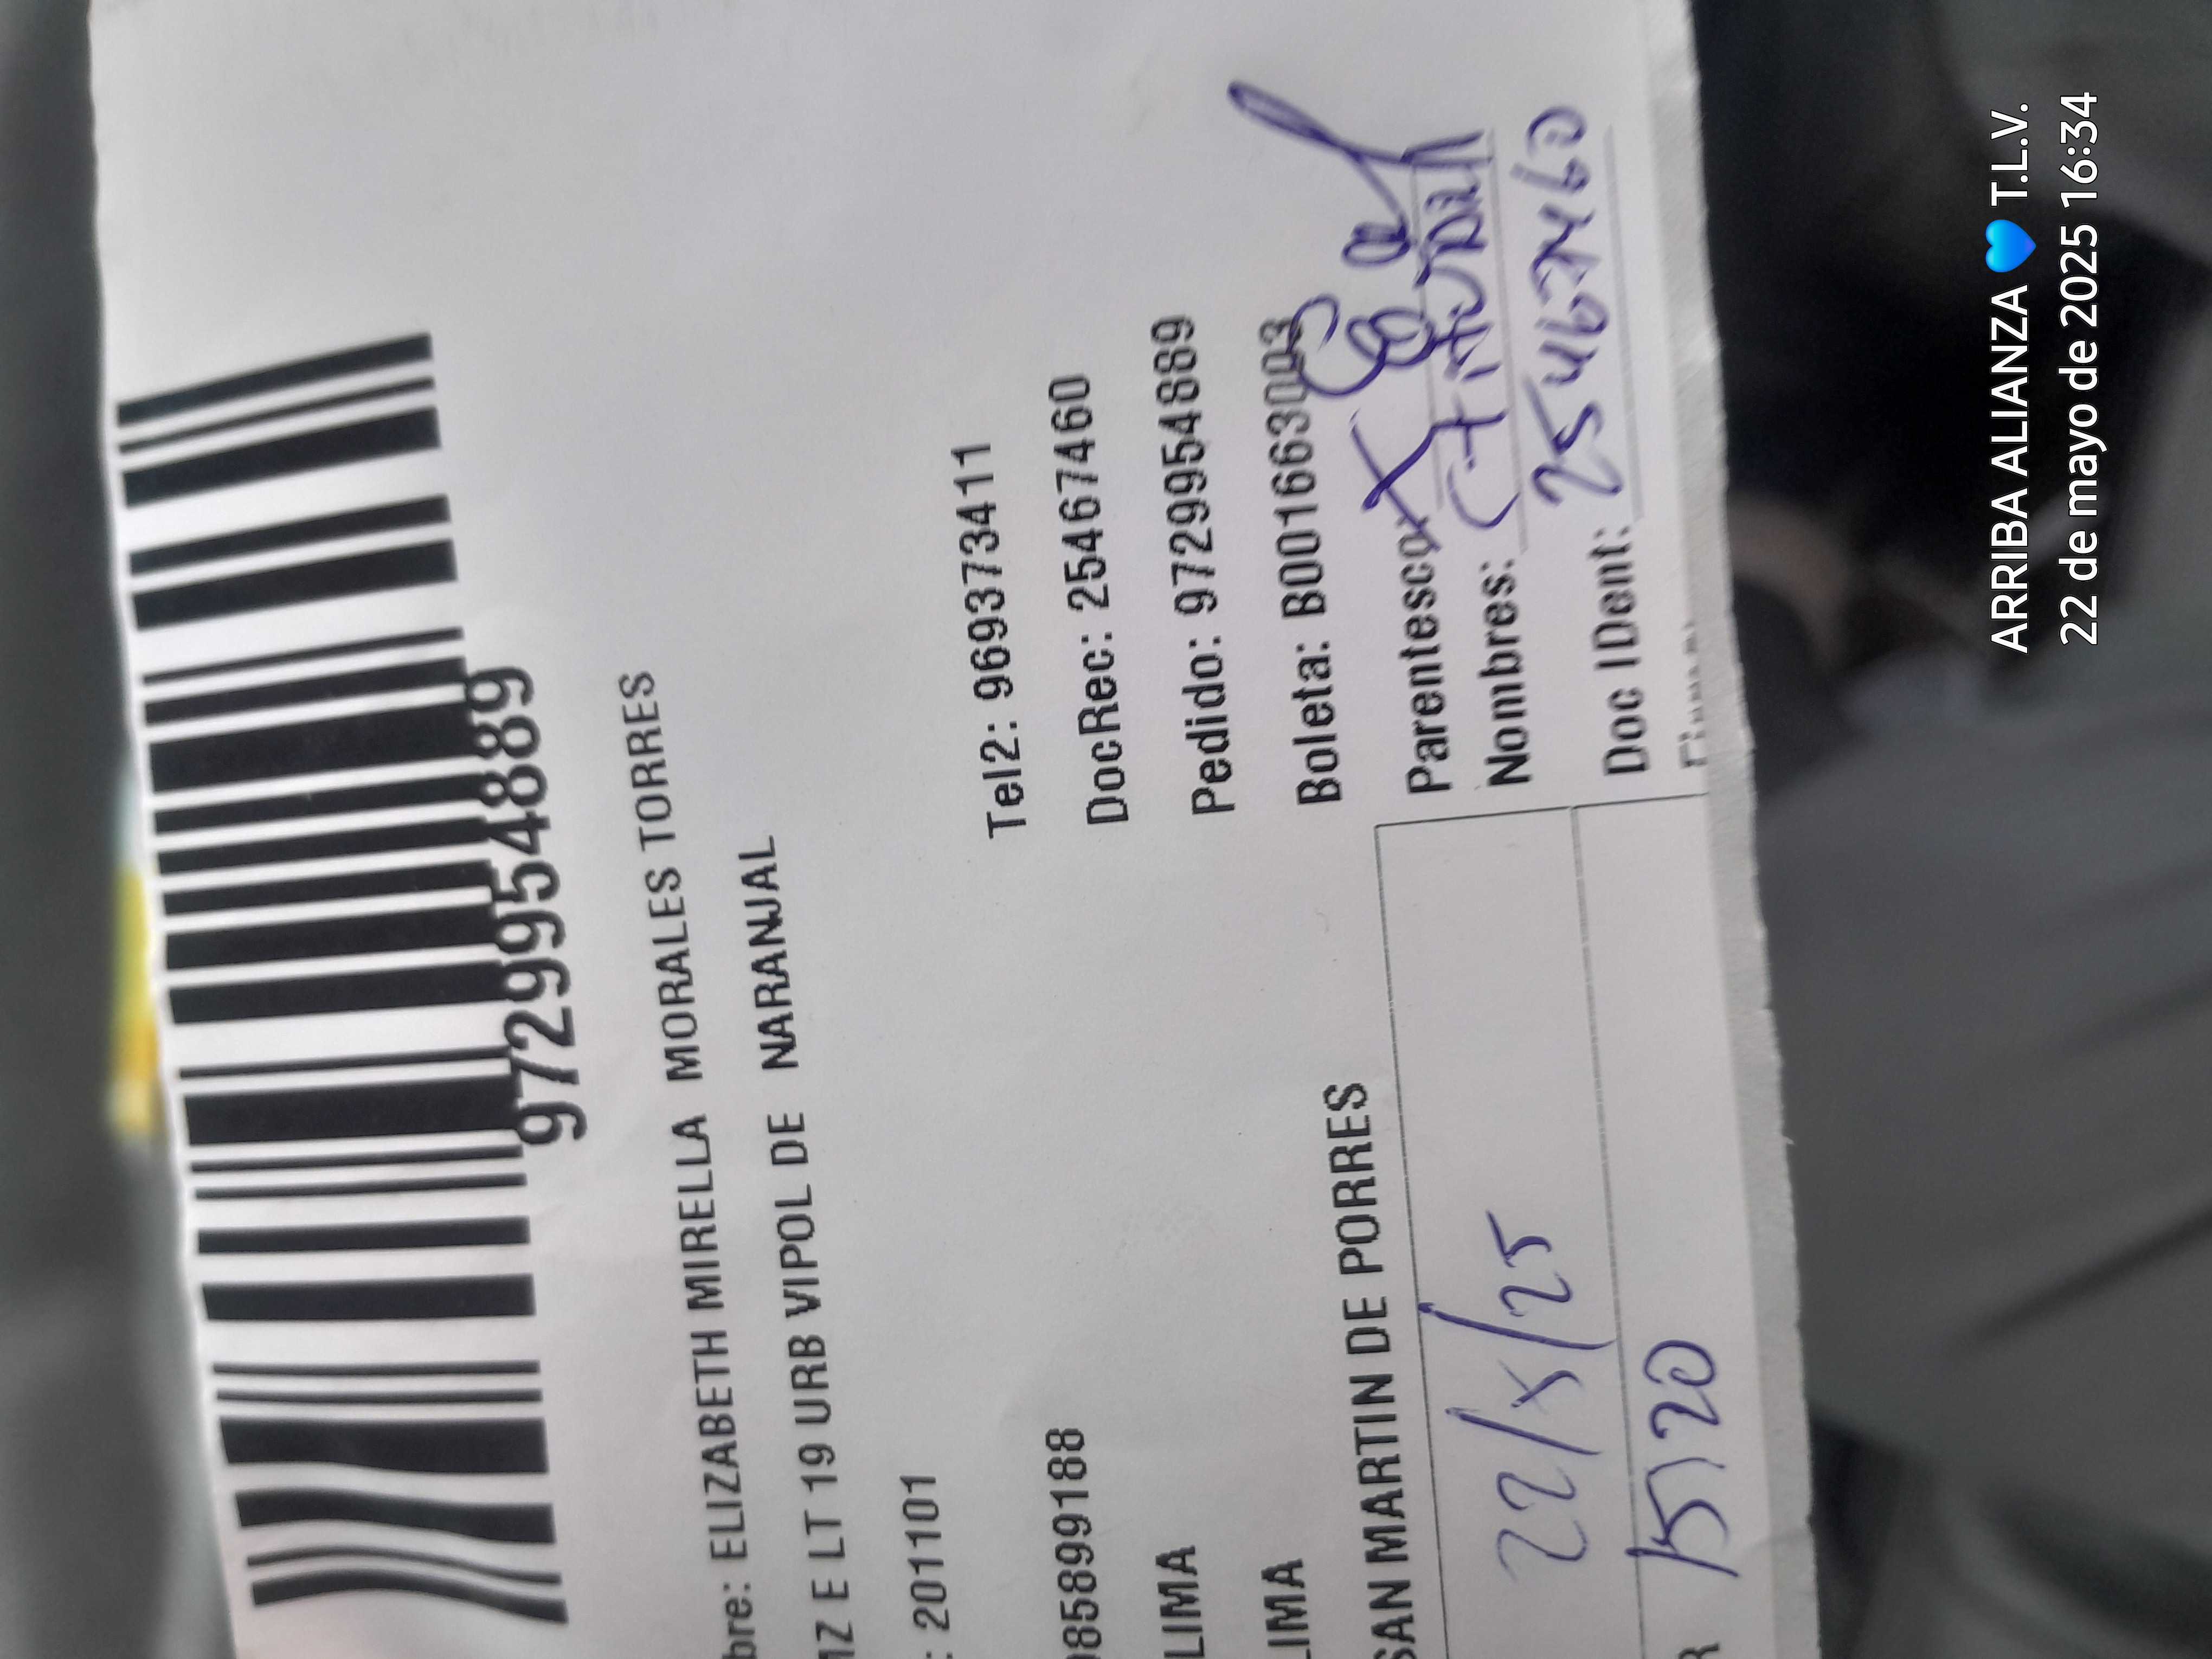 9729954889
bre: ELIZABETH MIRELLA MORALES TORRES
MZ E LT 19 URB VIPOL DE NARANJAL
: 201101
Tel2: 969373411
985899188
DocRec: 25467460
LIMA
Pedido: 9729954889
LIMA
Boleta: B001663003
SAN MARTIN DE PORRES
Parentesco:
22/5/25
Nombres:
15:20
Doc IDent: 25467460
R
ARRIBA ALIANZA 💙 T.L.V.
22 de mayo de 2025 16:34